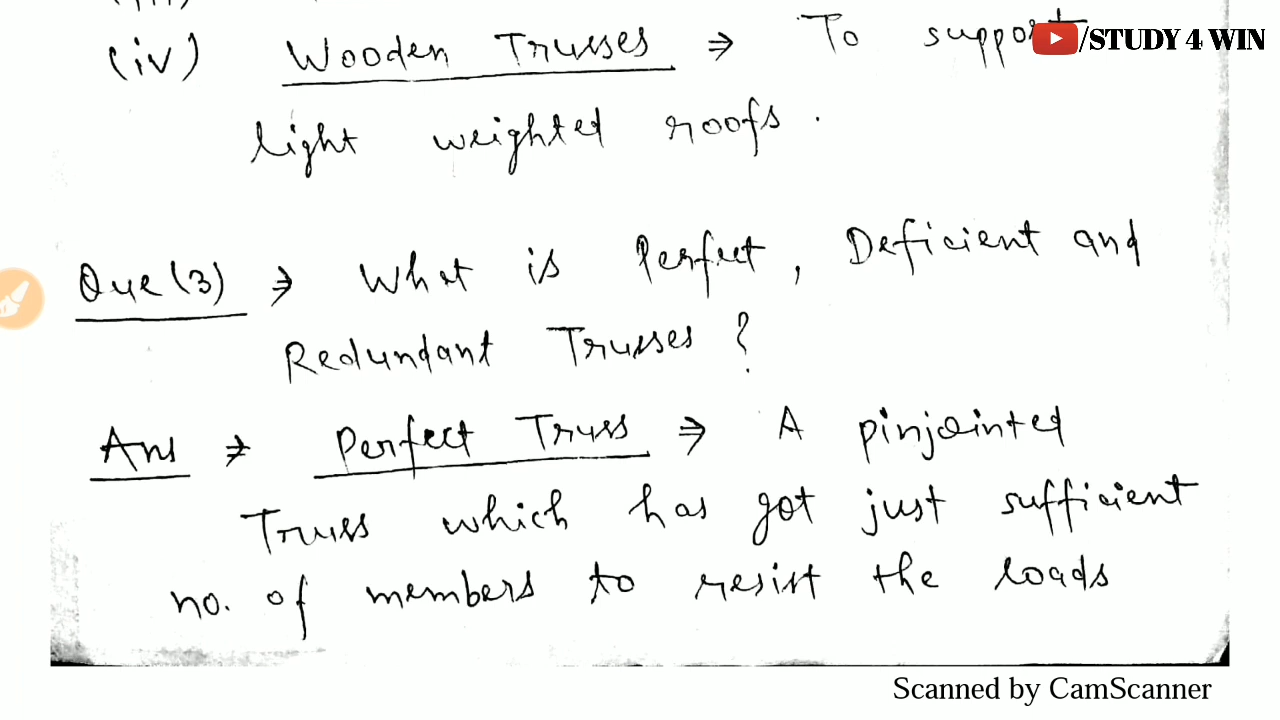 (iv) Wooden Trusses ⇒ To support
/STUDY 4 WIN
light weighted roofs.
Que(3) ⇒ What is Perfect, Deficient and
Redundant Trusses?
Ans ⇒ Perfect Truss ⇒ A pinjointed
Truss which has got just sufficient
no. of members to resist the loads
Scanned by CamScanner